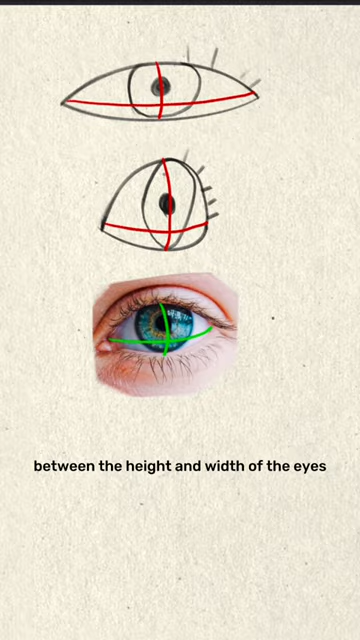 between the height and width of the eyes